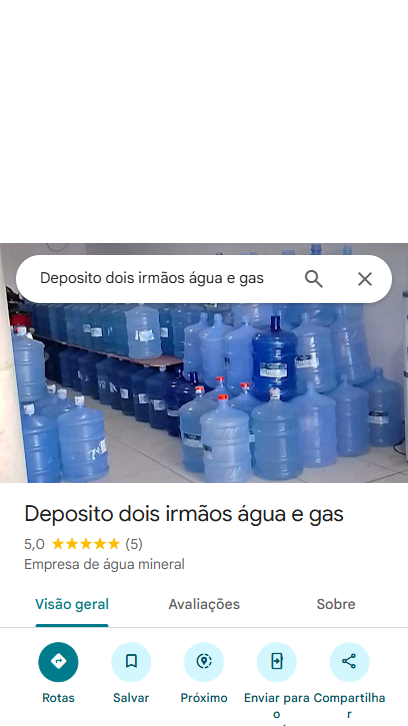 Deposito dois irmãos água e gas
Deposito dois irmãos água e gas
5,0 ★★★★★ (5)
Empresa de água mineral
Visão geral Avaliações Sobre
Rotas Salvar Próximo Enviar para o Compartilhar